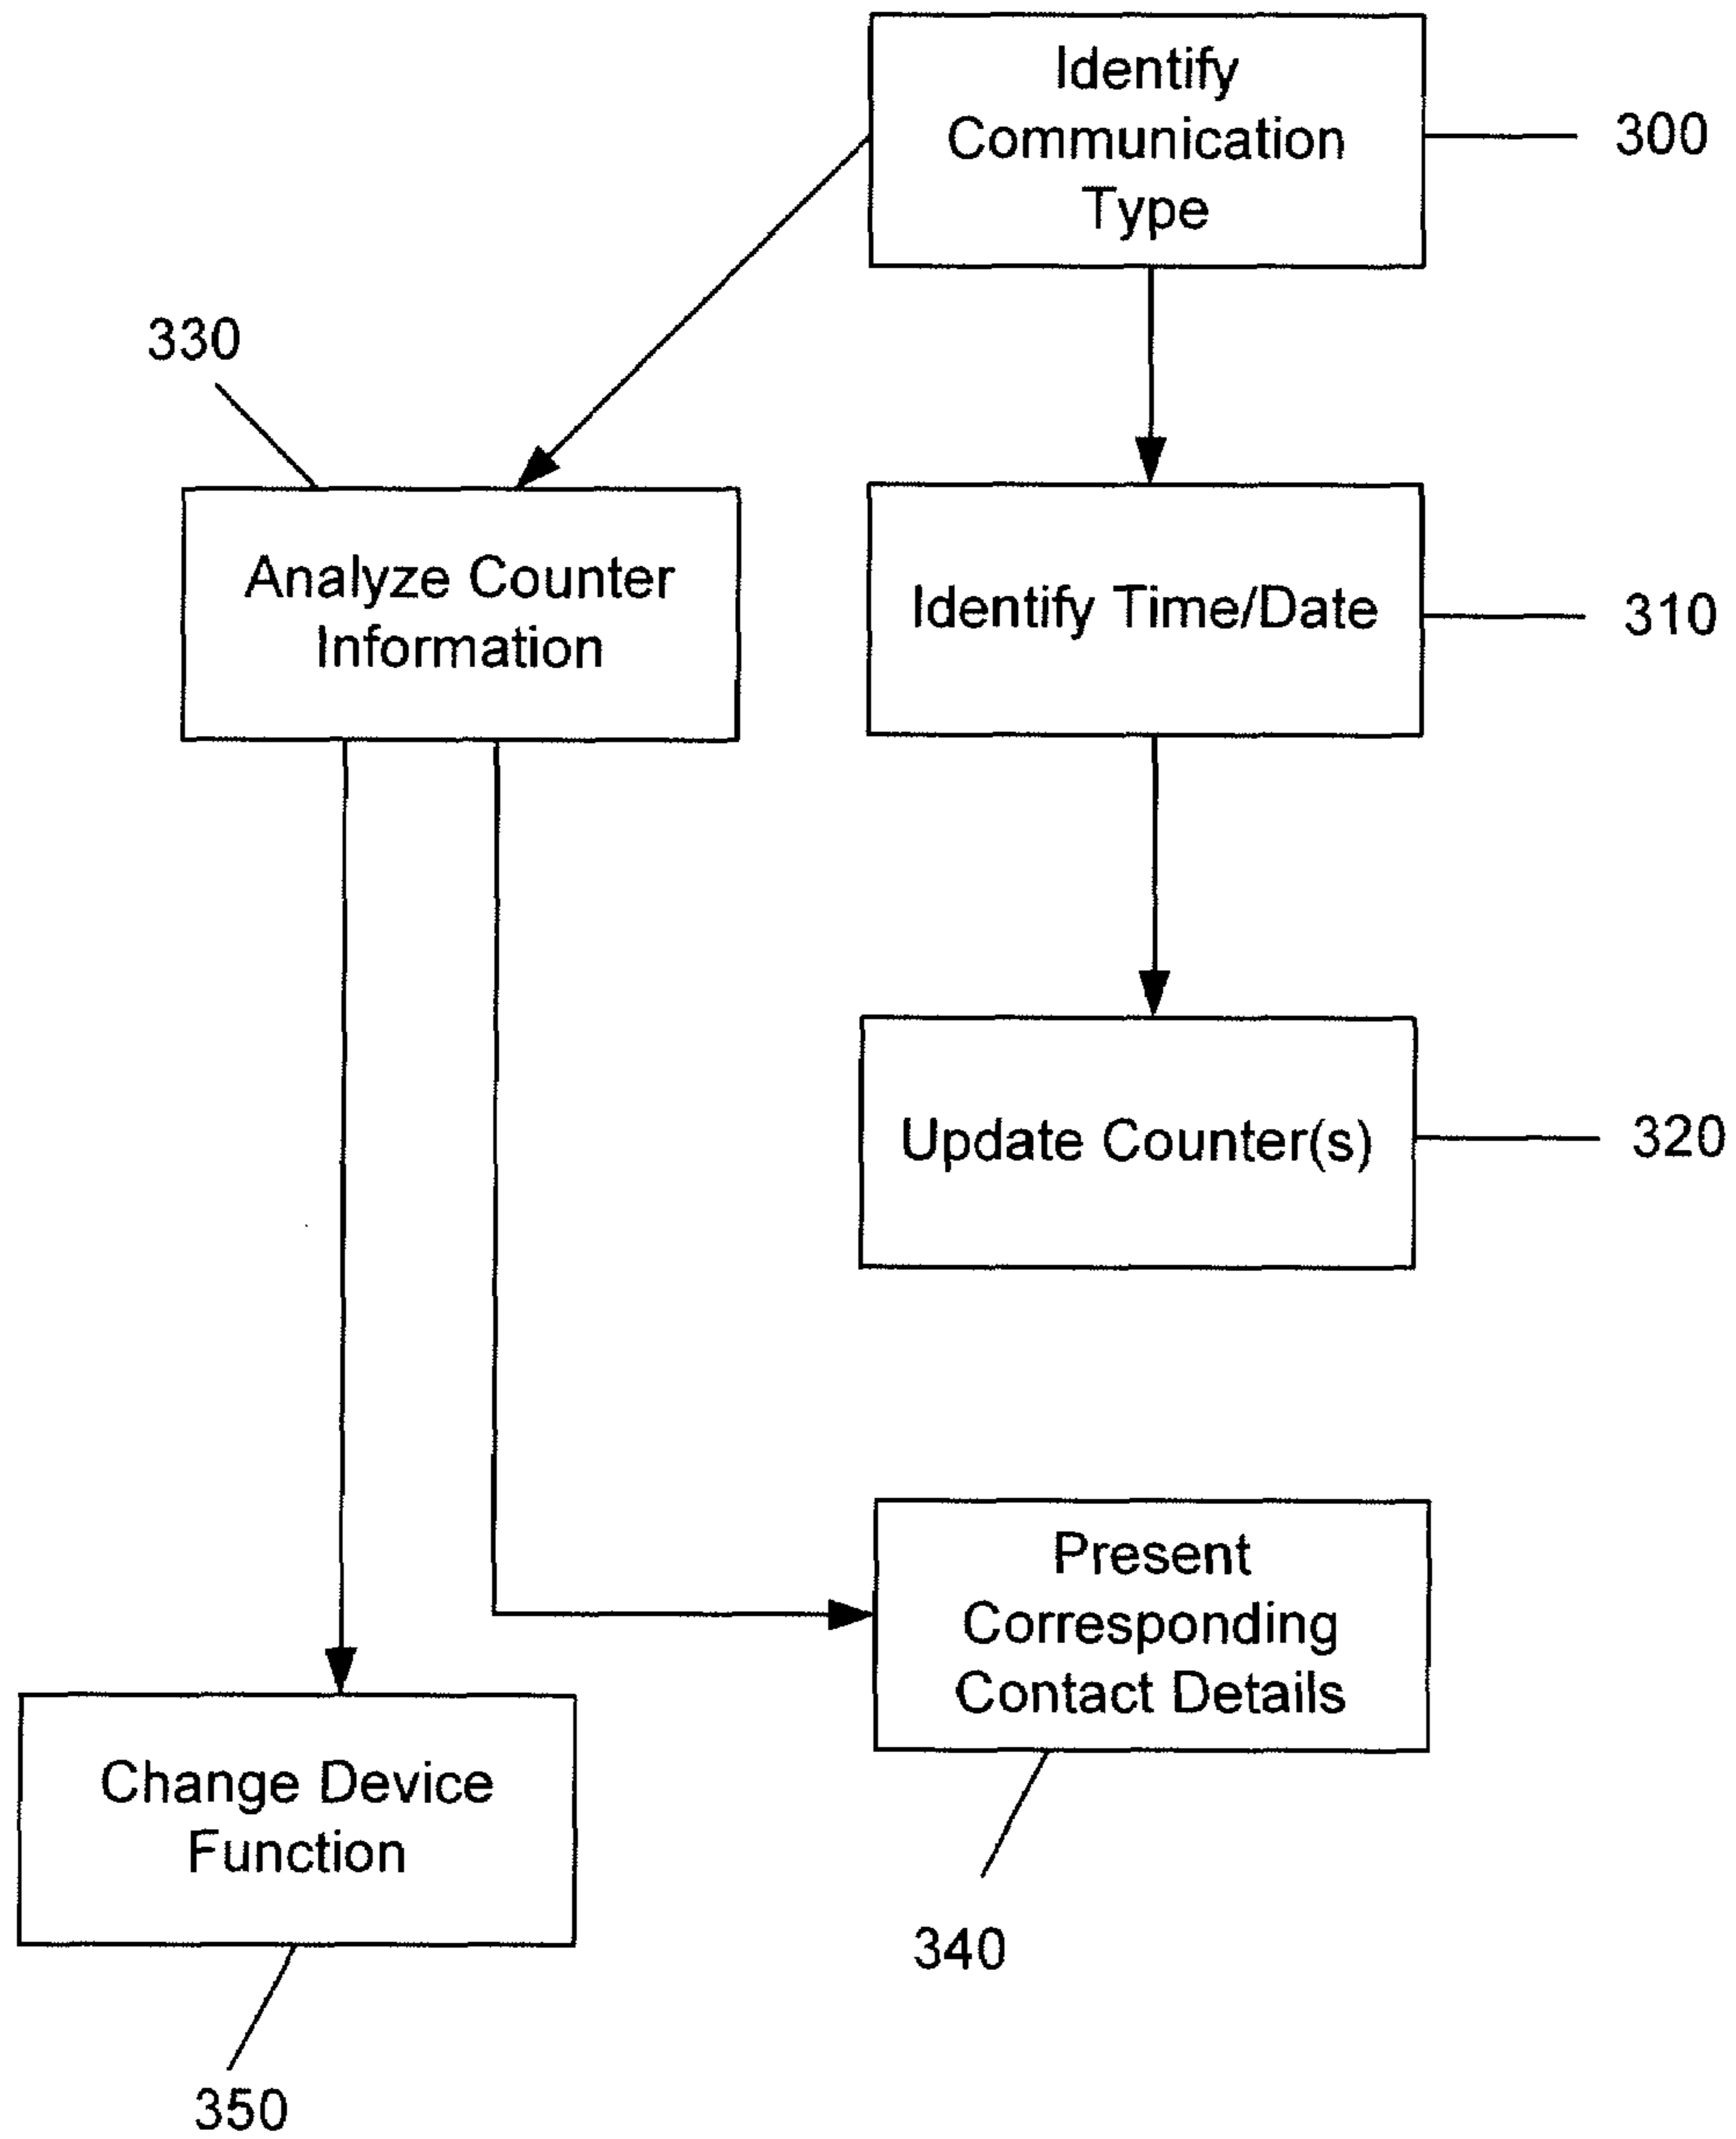 Identify
Communication
Type
300
330
Analyze Counter
Information
Identify Time/Date
310
Update Counter(s)
320
Present
Corresponding
Contact Details
340
Change Device
Function
350